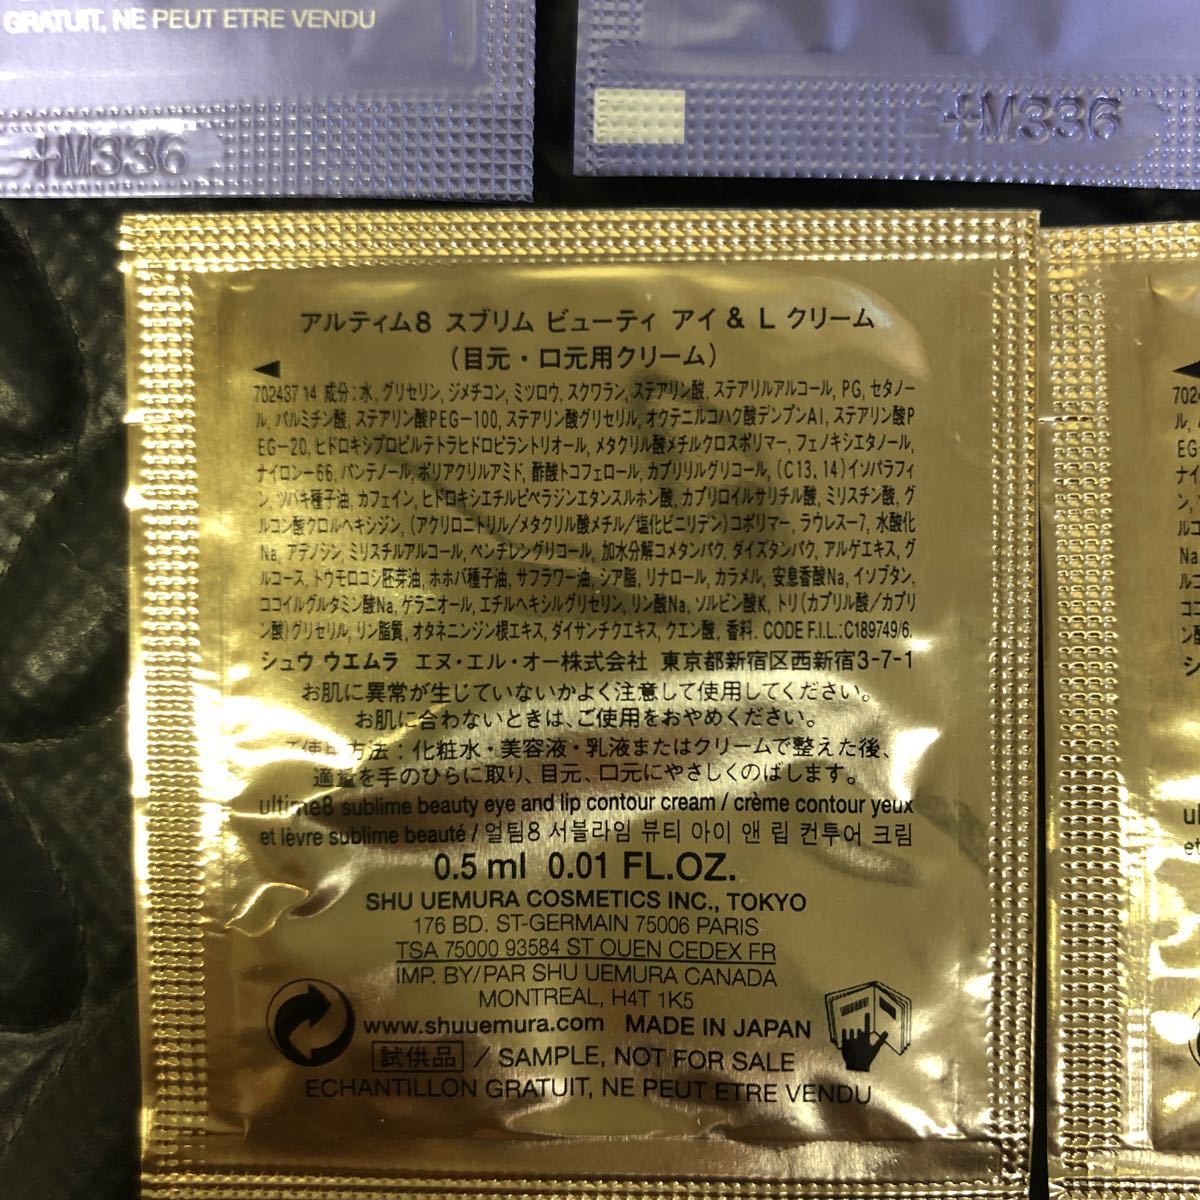 GRATUIT, NE PEUT ETRE VENDU
M336
M336
アルティム8 スブリム ビューティ アイ & L クリーム
(目元・口元用クリーム)
702437 14 成分:水, グリセリン, ジメチコン, ミツロウ, スクワラン, ステアリン酸, ステアリルアルコール, PG, セタノー
ル, パルミチン酸, ステアリン酸PEG-100, ステアリン酸グリセリル, オクテニルコハク酸デンプンAl, ステアリン酸P
EG-20, ヒドロキシプロピルテトラヒドロピラントリオール, メタクリル酸メチルクロスポリマー, フェノキシエタノール,
ナイロン-66, パンテノール, ポリアクリルアミド, 酢酸トコフェロール, カプリリルグリコール, (C13, 14)イソパラフィ
ン, ツバキ種子油, カフェイン, ヒドロキシエチルピペラジンエタンスルホン酸, カプリロイルサリチル酸, ミリスチン酸, グ
ルコン酸クロルヘキシジン, (アクリロニトリル/メタクリル酸メチル/塩化ビニリデン)コポリマー, ラウレス-7, 水酸化
Na, アデノシン, ミリスチルアルコール, ペンチレングリコール, 加水分解コメタンパク, ダイズタンパク, アルゲエキス, グ
ルコース, トウモロコシ胚芽油, ホホバ種子油, サフラワー油, シア脂, リナロール, カラメル, 安息香酸Na, イソブタン,
ココイルグルタミン酸Na, ゲラニオール, エチルヘキシルグリセリン, リン酸Na, ソルビン酸K, トリ(カプリル酸/カプリ
ン酸)グリセリル, リン脂質, オタネニンジン根エキス, ダイサンチクエキス, クエン酸, 香料. CODE F.I.L.:C189749/6.
シュウ ウエムラ エヌ・エル・オー株式会社 東京都新宿区西新宿3-7-1
お肌に異常が生じていないかよく注意して使用してください。
お肌に合わないときは、ご使用をおやめください。
ご使用方法:化粧水・美容液・乳液またはクリームで整えた後、
適量を手のひらに取り、目元、口元にやさしくのばします。
ultime8 sublime beauty eye and lip contour cream / crème contour yeux
et lèvre sublime beauté / 얼팀8 서블라임 뷰티 아이 앤 립 컨투어 크림
0.5 ml 0.01 FL.OZ.
SHU UEMURA COSMETICS INC., TOKYO
176 BD. ST-GERMAIN 75006 PARIS
TSA 75000 93584 ST OUEN CEDEX FR
IMP. BY/PAR SHU UEMURA CANADA
MONTREAL, H4T 1K5
www.shuuemura.com MADE IN JAPAN
試供品 / SAMPLE, NOT FOR SALE
ECHANTILLON GRATUIT, NE PEUT ETRE VENDU